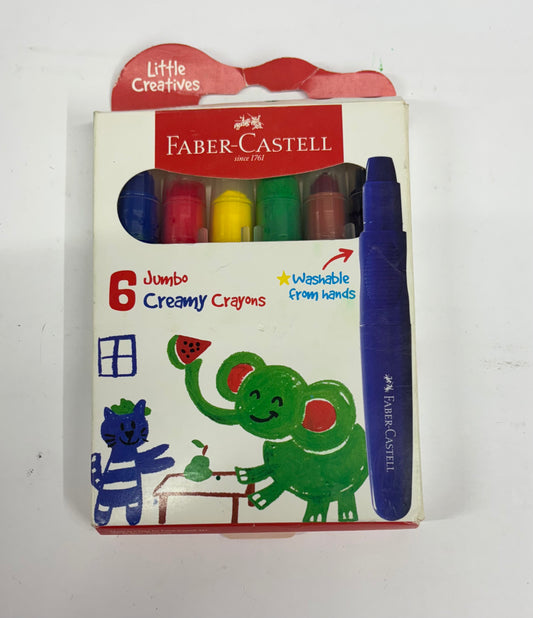 Little
Creatives
FABER-CASTELL
since 1761
6 Jumbo
Creamy Crayons
Washable
from hands
FABER-CASTELL